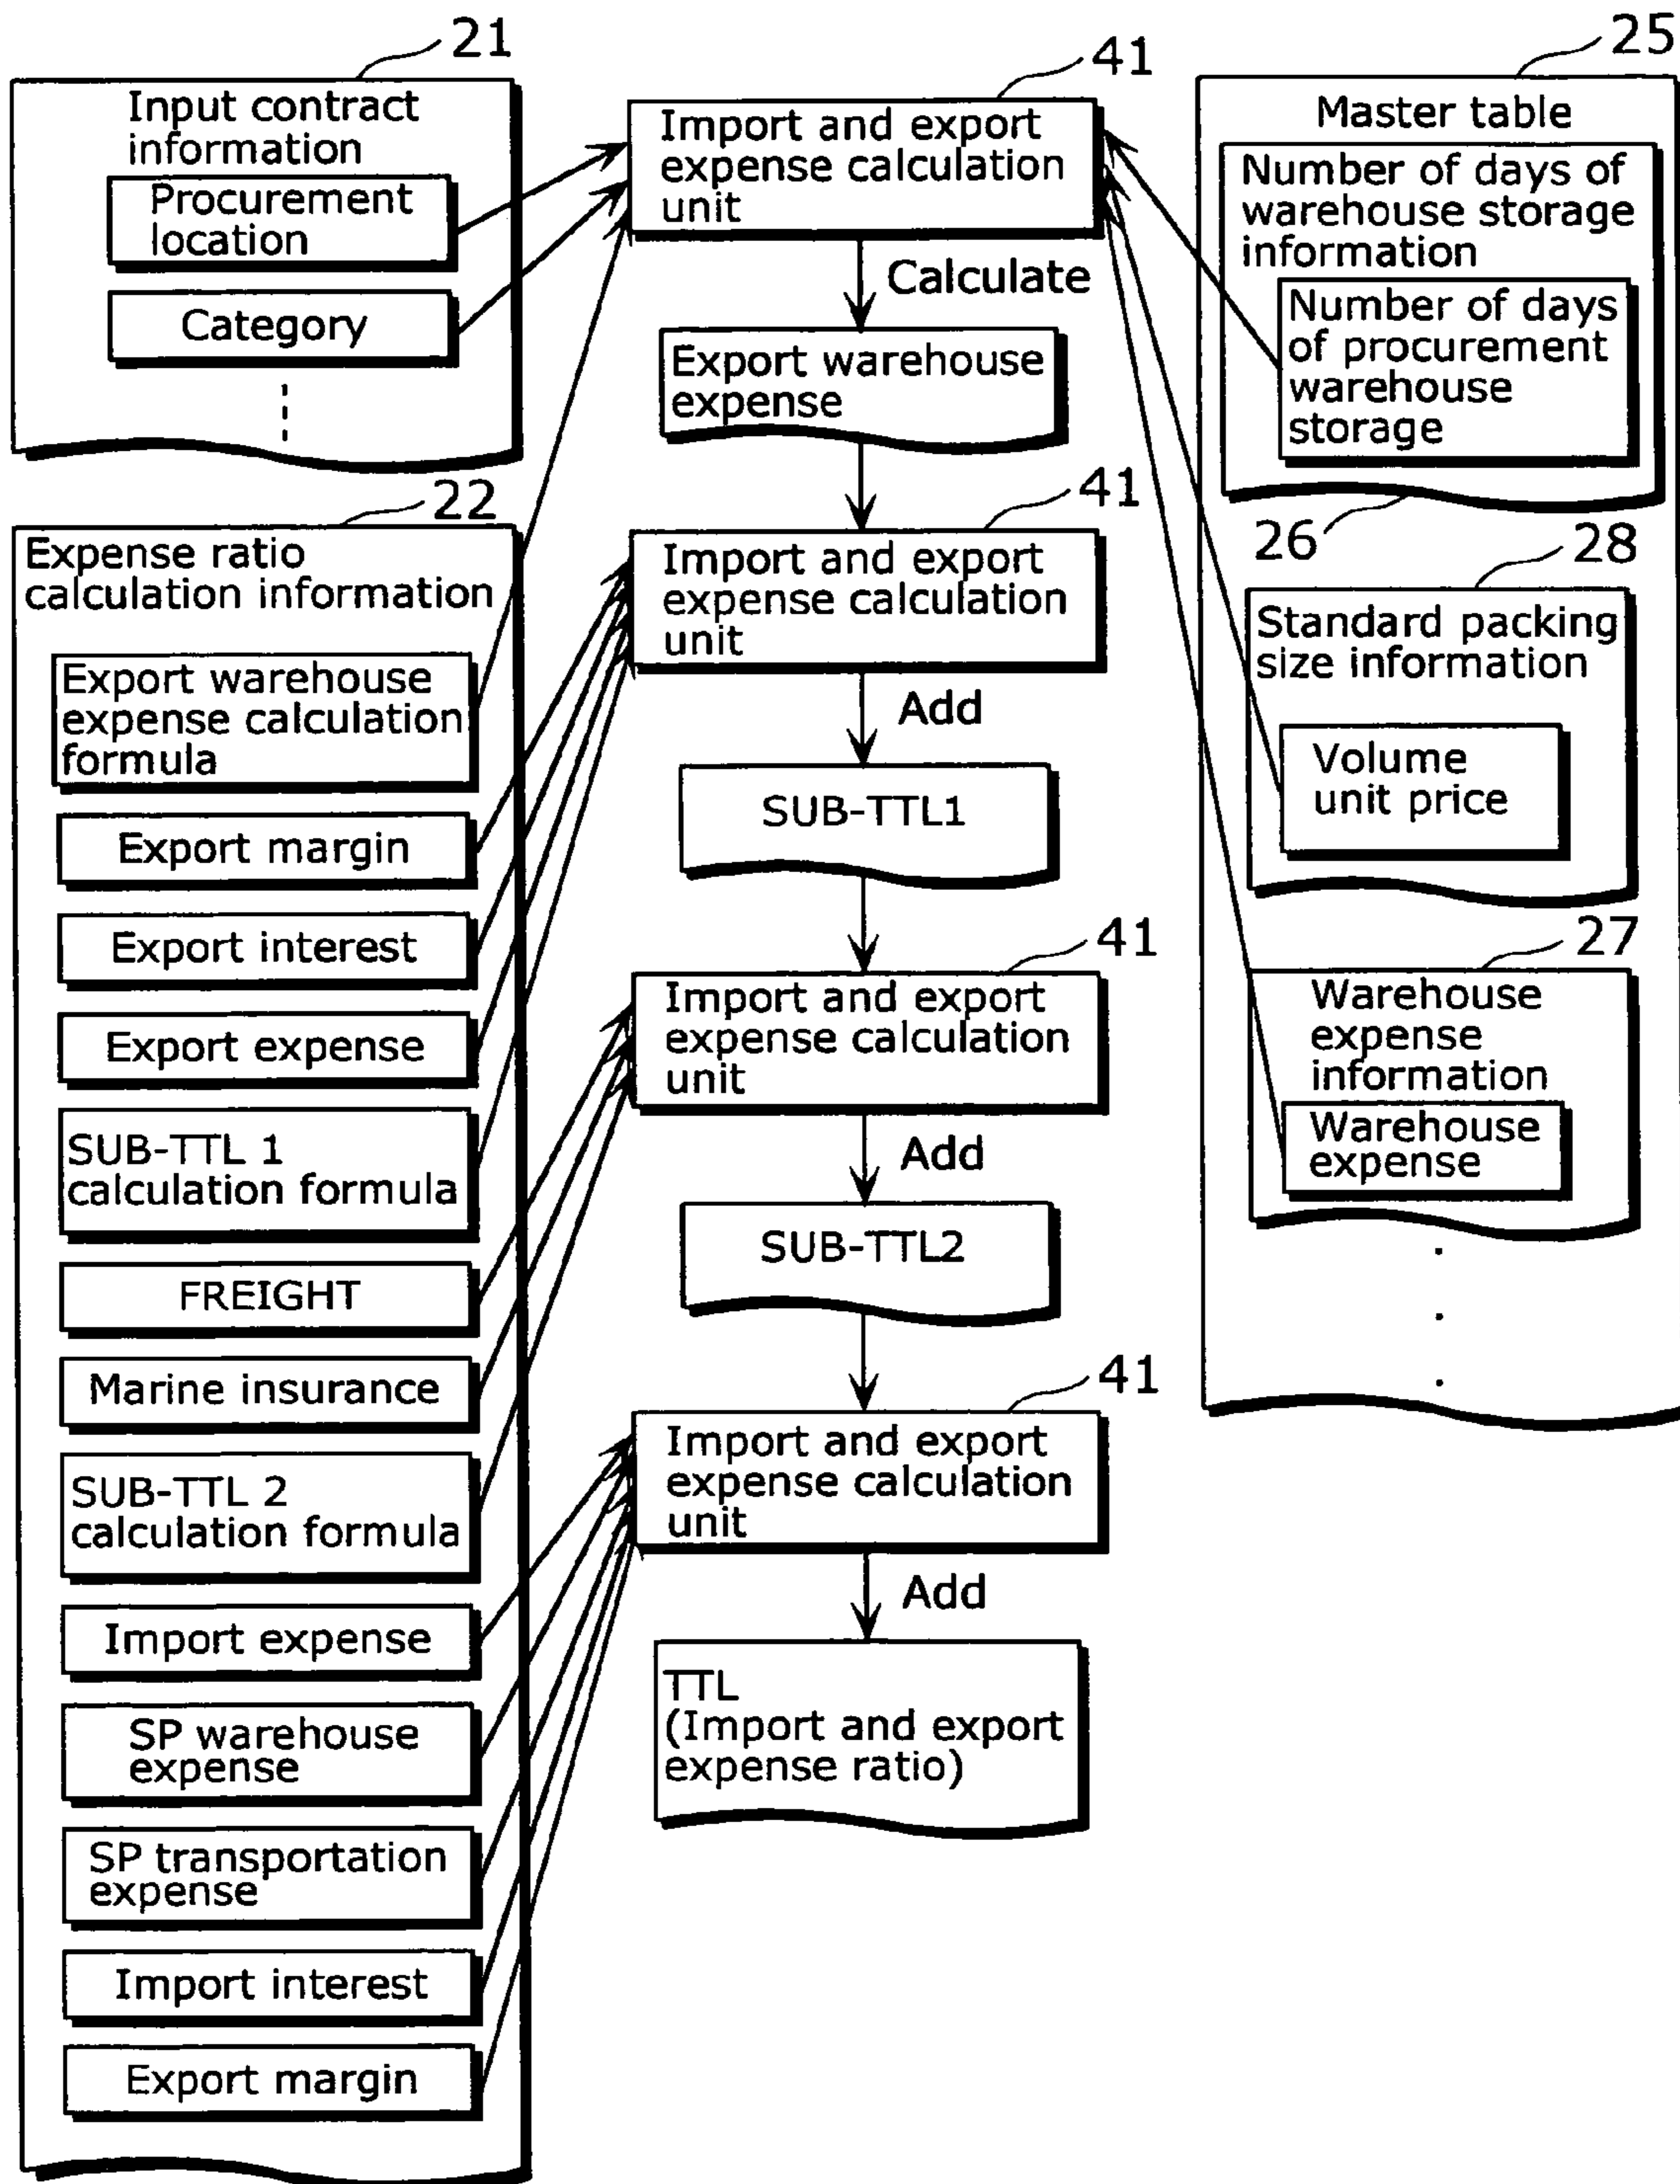 21
Input contract
information
Procurement
location
Category
22
Expense ratio
calculation information
Export warehouse
expense calculation
formula
Export margin
Export interest
Export expense
SUB-TTL 1
calculation formula
FREIGHT
Marine insurance
SUB-TTL 2
calculation formula
Import expense
SP warehouse
expense
SP transportation
expense
Import interest
Export margin
41
Import and export
expense calculation
unit
Calculate
Export warehouse
expense
41
Import and export
expense calculation
unit
Add
SUB-TTL1
41
Import and export
expense calculation
unit
Add
SUB-TTL2
41
Import and export
expense calculation
unit
Add
TTL
(Import and export
expense ratio)
25
Master table
Number of days of
warehouse storage
information
Number of days
of procurement
warehouse
storage
26
28
Standard packing
size information
Volume
unit price
27
Warehouse
expense
information
Warehouse
expense